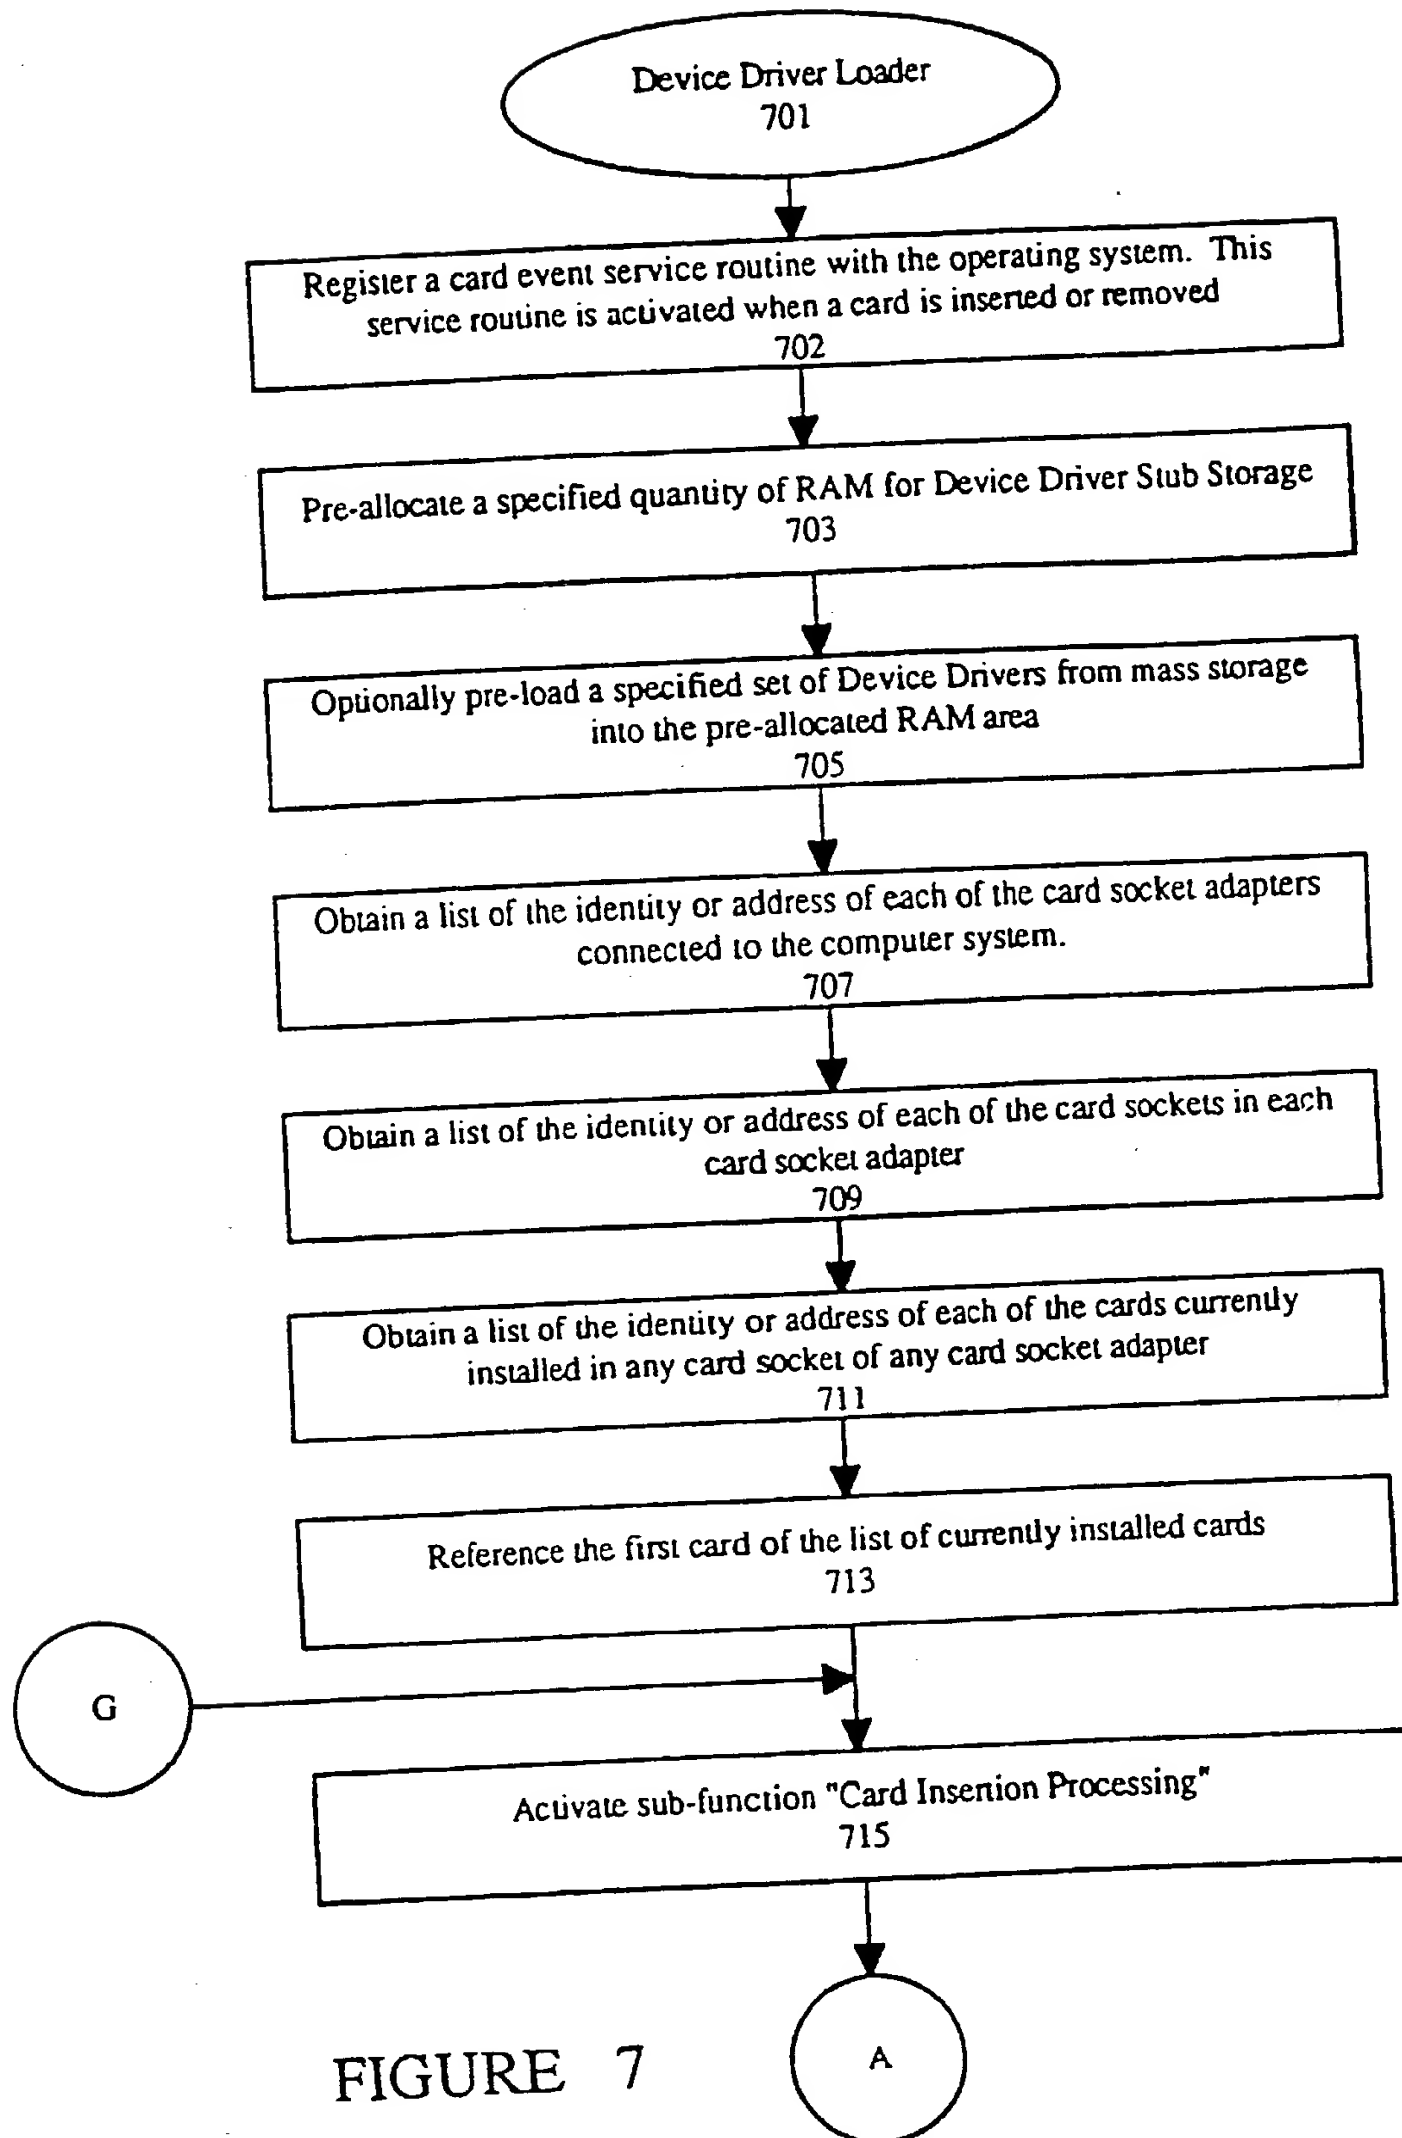 Device Driver Loader
701
Register a card event service routine with the operating system. This
service routine is activated when a card is inserted or removed
702
Pre-allocate a specified quantity of RAM for Device Driver Stub Storage
703
Optionally pre-load a specified set of Device Drivers from mass storage
into the pre-allocated RAM area
705
Obtain a list of the identity or address of each of the card socket adapters
connected to the computer system.
707
Obtain a list of the identity or address of each of the card sockets in each
card socket adapter
709
Obtain a list of the identity or address of each of the cards currently
installed in any card socket of any card socket adapter
711
Reference the first card of the list of currently installed cards
713
G
Activate sub-function "Card Insertion Processing"
715
A
FIGURE 7